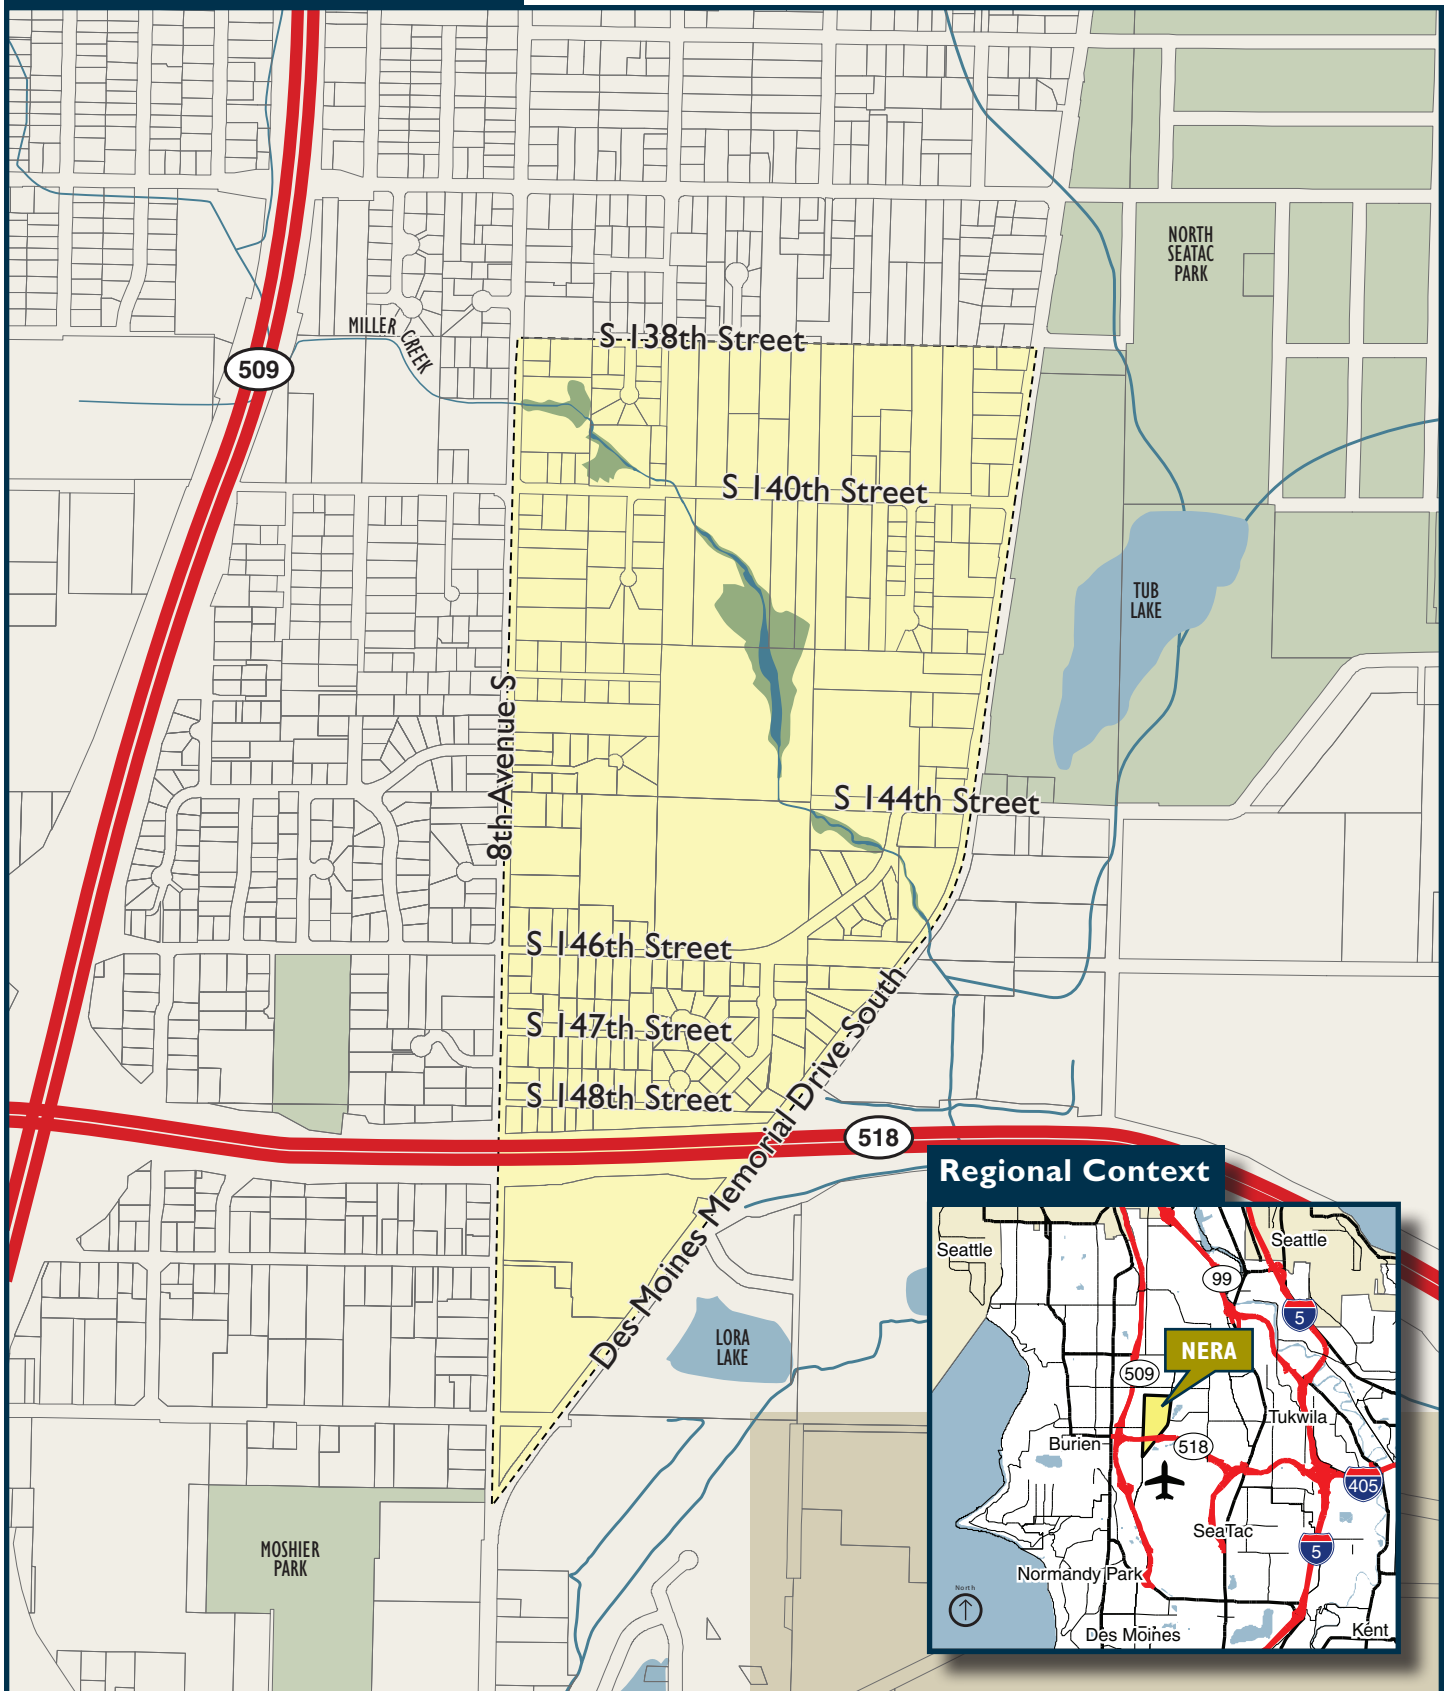 NORTH
SEATAC
PARK
MILLER CREEK
S 138th Street
509
S 140th Street
TUB
LAKE
8th Avenue S
S 144th Street
S 146th Street
S 147th Street
S 148th Street
Des Moines Memorial Drive South
518
LORA
LAKE
MOSHIER
PARK
Regional Context
Seattle
Seattle
99
5
NERA
509
Tukwila
Burien
518
405
SeaTac
5
Normandy Park
North
Des Moines
Kent